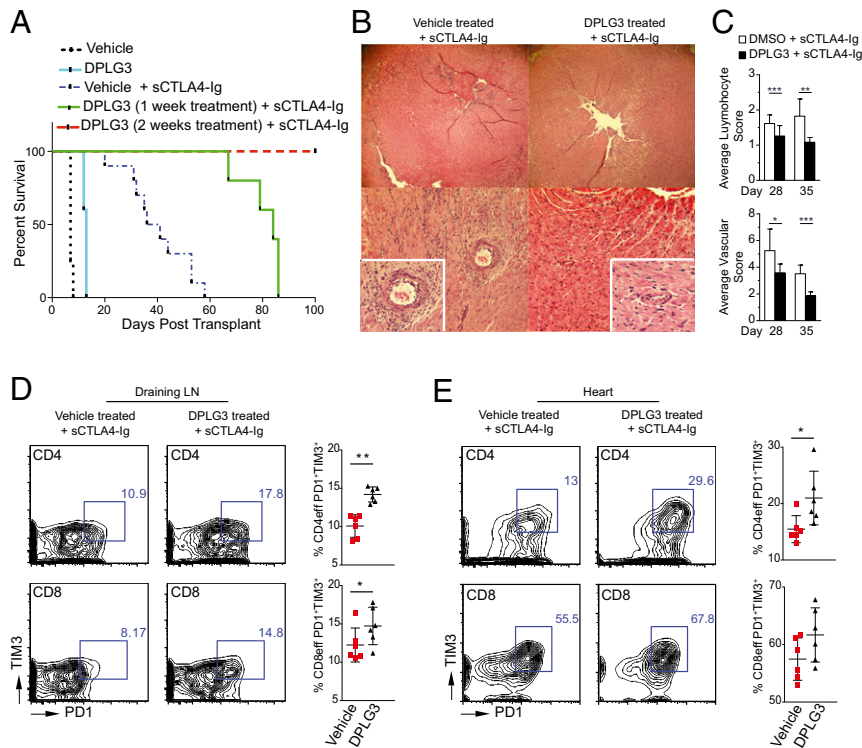 A
Vehicle
DPLG3
Vehicle + sCTLA4-Ig
DPLG3 (1 week treatment) + sCTLA4-Ig
DPLG3 (2 weeks treatment) + sCTLA4-Ig
Percent Survival
100
50
0
0 20 40 60 80 100
Days Post Transplant
B
Vehicle treated
+ sCTLA4-Ig
DPLG3 treated
+ sCTLA4-Ig
C
DMSO + sCTLA4-Ig
DPLG3 + sCTLA4-Ig
Average Luymohocyte
Score
3
2
1
0
*** **
Day 28 35
Average Vascular
Score
8
6
4
2
0
* ***
Day 28 35
D
Draining LN
Vehicle treated
+ sCTLA4-Ig
DPLG3 treated
+ sCTLA4-Ig
CD4
10.9
CD4
17.8
% CD4eff PD1+TIM3+
20
15
10
5
**
CD8
8.17
CD8
14.8
% CD8eff PD1+TIM3+
20
15
10
5
*
TIM3
PD1
Vehicle
DPLG3
E
Heart
Vehicle treated
+ sCTLA4-Ig
DPLG3 treated
+ sCTLA4-Ig
CD4
13
CD4
29.6
% CD4eff PD1+TIM3+
30
20
10
*
CD8
55.5
CD8
67.8
% CD8eff PD1+TIM3+
70
60
50
TIM3
PD1
Vehicle
DPLG3